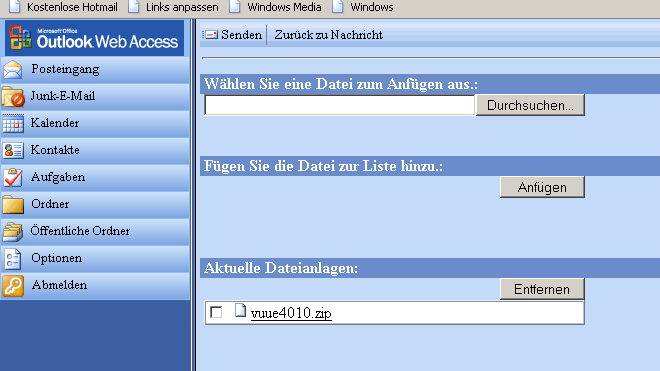 Kostenlose Hotmail Links anpassen Windows Media Windows
Microsoft Office
Outlook Web Access
Senden Zurück zu Nachricht
Posteingang
Junk-E-Mail
Kalender
Kontakte
Aufgaben
Ordner
Öffentliche Ordner
Optionen
Abmelden
Wählen Sie eine Datei zum Anfügen aus.:
Durchsuchen...
Fügen Sie die Datei zur Liste hinzu.:
Anfügen
Aktuelle Dateianlagen:
Entfernen
vuue4010.zip